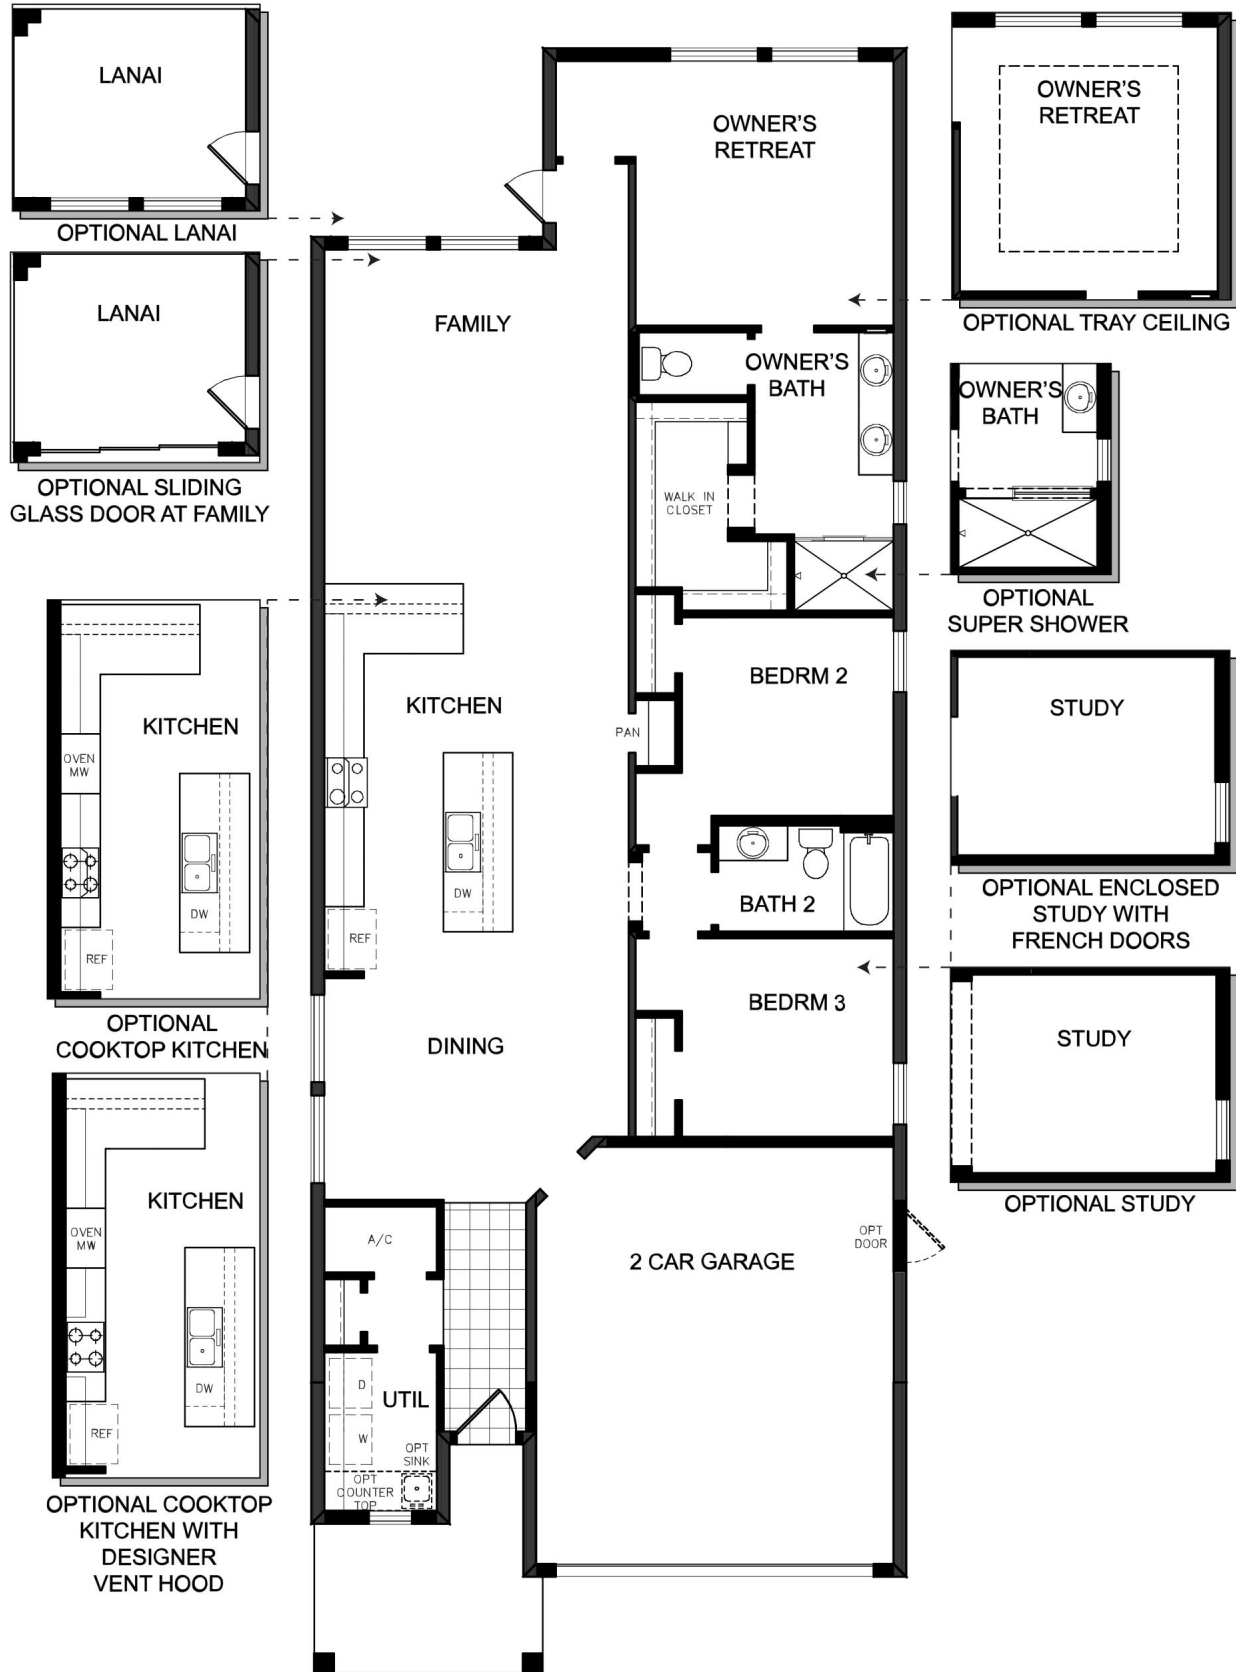 LANAI
OPTIONAL LANAI
LANAI
OPTIONAL SLIDING
GLASS DOOR AT FAMILY
KITCHEN
OVEN
MW
DW
REF
OPTIONAL
COOKTOP KITCHEN
KITCHEN
OVEN
MW
DW
REF
OPTIONAL COOKTOP
KITCHEN WITH
DESIGNER
VENT HOOD
OWNER'S
RETREAT
FAMILY
OWNER'S
BATH
WALK IN
CLOSET
BEDRM 2
KITCHEN
PAN
DW
REF
BATH 2
BEDRM 3
DINING
A/C
2 CAR GARAGE
OPT
DOOR
D
UTIL
W
OPT
SINK
OPT
COUNTER
TOP
OWNER'S
RETREAT
OPTIONAL TRAY CEILING
OWNER'S
BATH
OPTIONAL
SUPER SHOWER
STUDY
OPTIONAL ENCLOSED
STUDY WITH
FRENCH DOORS
STUDY
OPTIONAL STUDY